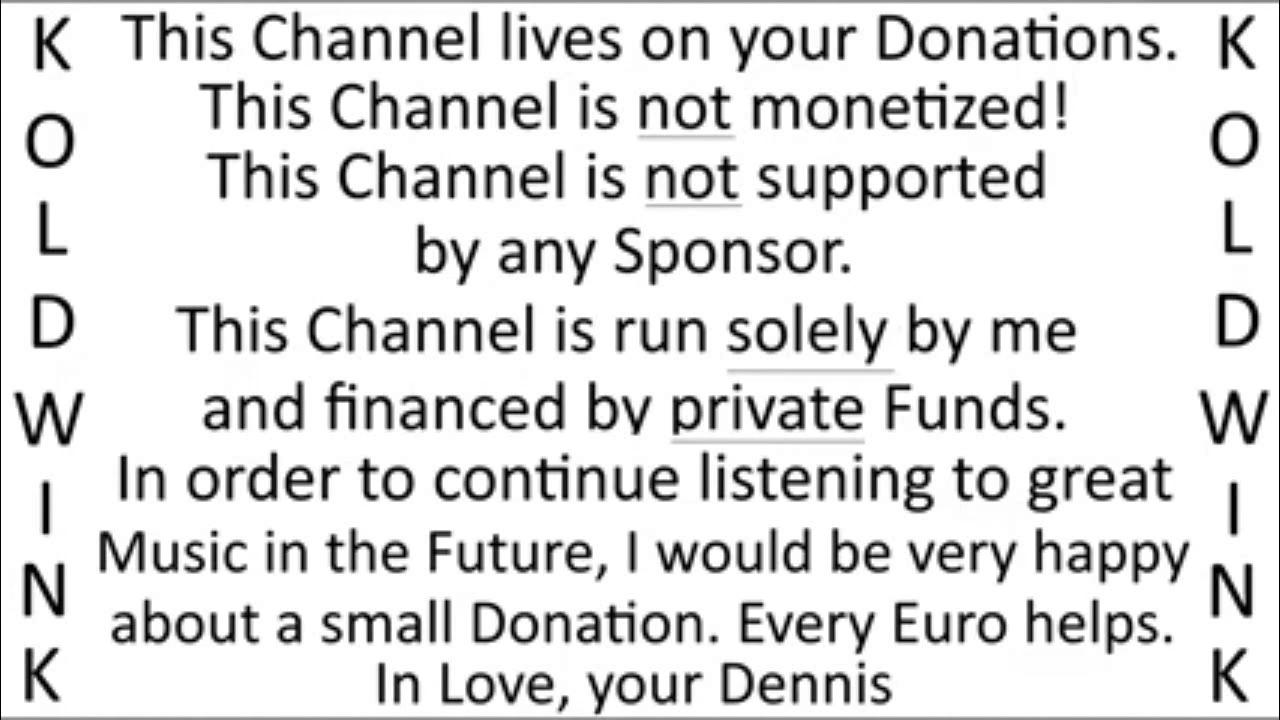 KOLDWINK
This Channel lives on your Donations.
This Channel is not monetized!
This Channel is not supported
by any Sponsor.
This Channel is run solely by me
and financed by private Funds.
In order to continue listening to great
Music in the Future, I would be very happy
about a small Donation. Every Euro helps.
In Love, your Dennis
KOLDWINK